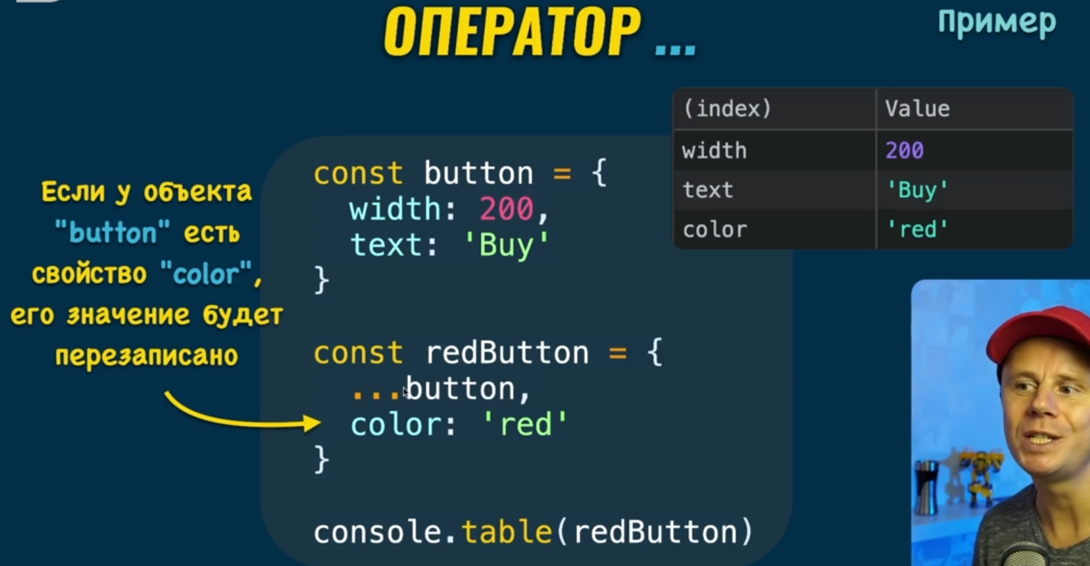 ОПЕРАТОР ...
Пример
(index) Value
width 200
text 'Buy'
color 'red'
Если у объекта
"button" есть
свойство "color",
его значение будет
перезаписано
const button = {
width: 200,
text: 'Buy'
}
const redButton = {
...button,
color: 'red'
}
console.table(redButton)